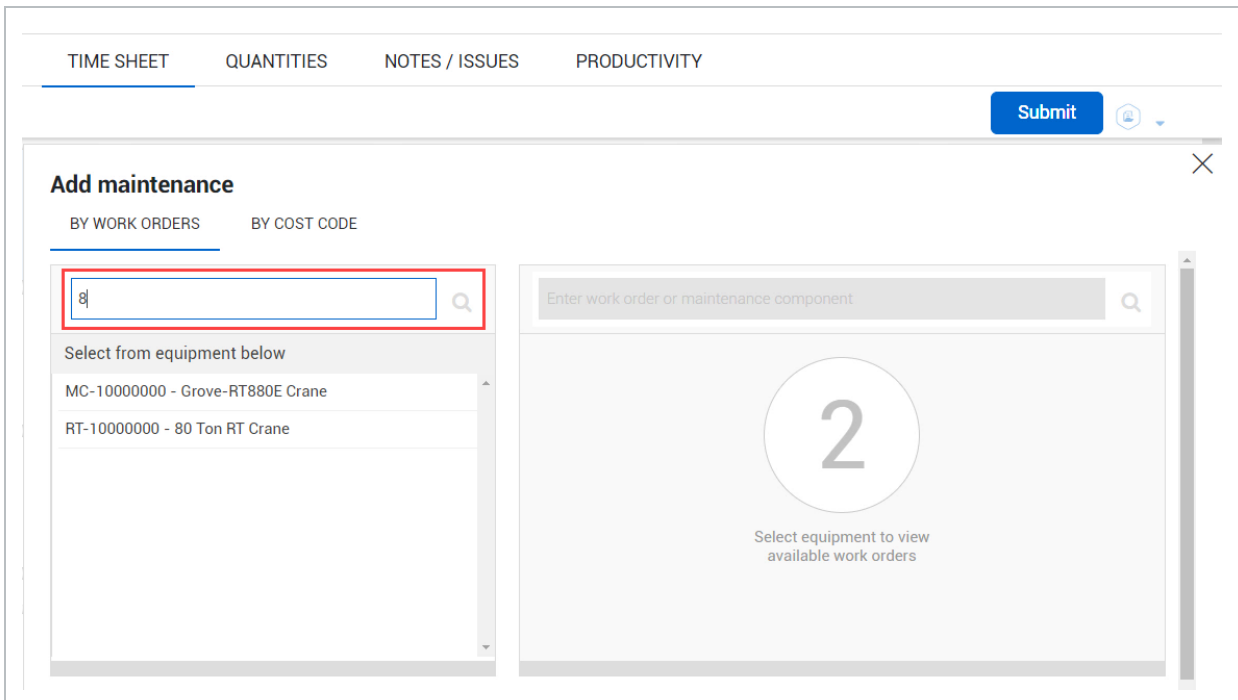 TIME SHEET QUANTITIES NOTES / ISSUES PRODUCTIVITY
Submit
Add maintenance
BY WORK ORDERS BY COST CODE
8
Enter work order or maintenance component
Select from equipment below
MC-10000000 - Grove-RT880E Crane
RT-10000000 - 80 Ton RT Crane
2
Select equipment to view
available work orders